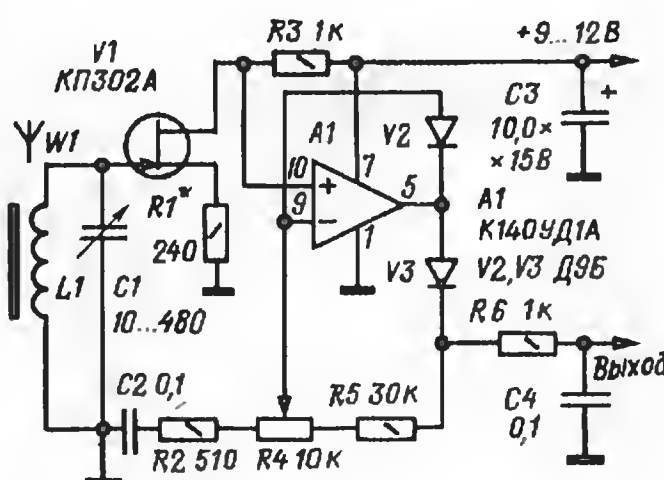 R3 1к
+9...12В
V1
КП302А
C3
10,0×
×15В
+
W1
A1
V2
10
+
7
5
9
−
1
A1
К140УД1А
R1*
240
V3
V2,V3 Д9Б
L1
C1
10...480
R6 1к
Выход
C2 0,1
R5 30к
C4
0,1
R2 510
R4 10к